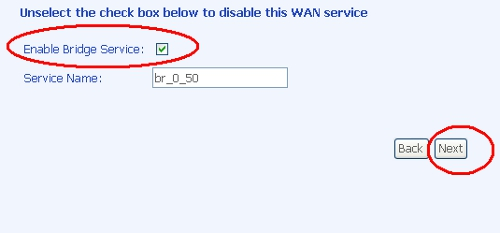 Unselect the check box below to disable this WAN service
Enable Bridge Service:
Service Name: br_0_50
Back Next